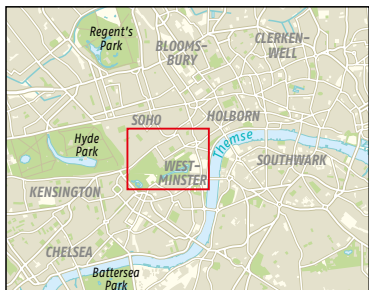 Regent's
Park
BLOOMS-
BURY
CLERKEN-
WELL
SOHO
HOLBORN
Hyde
Park
Themse
WEST-
MINSTER
SOUTHWARK
KENSINGTON
CHELSEA
Battersea
Park